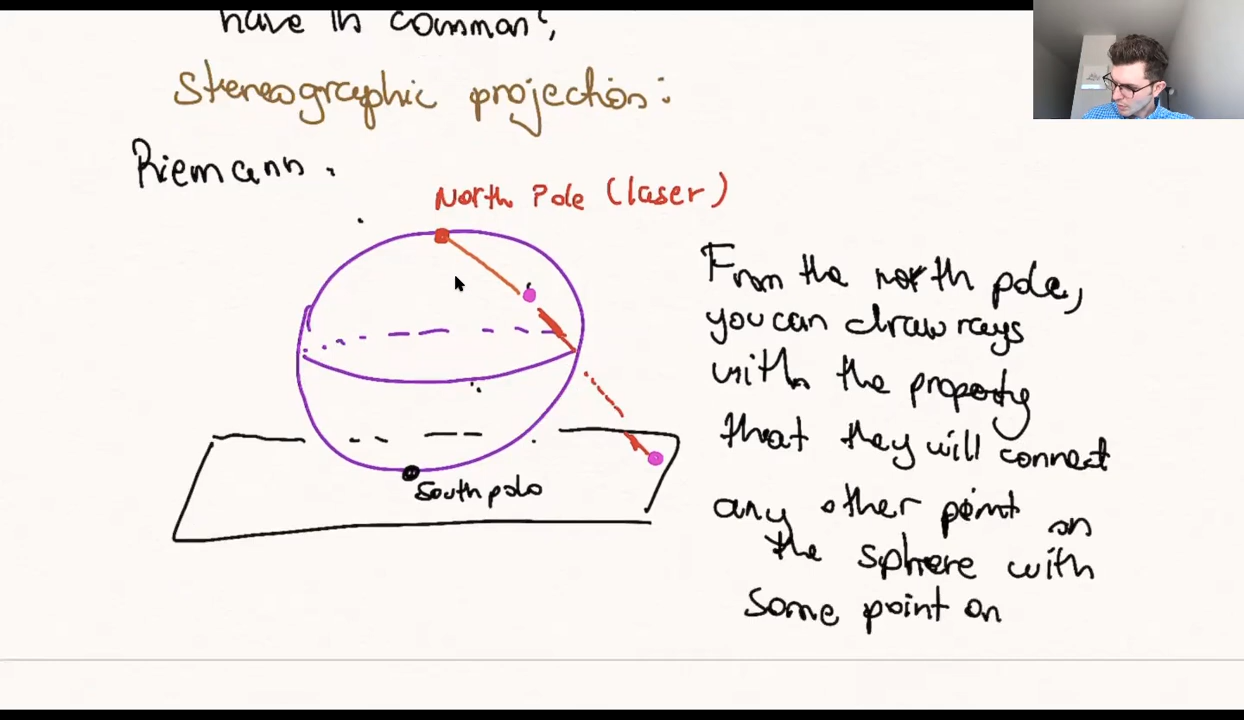 have in common?,
Stereographic projection:
Riemann.
North Pole (laser)
From the north pole,
you can draw rays
with the property
that they will connect
any other point on
the sphere with
some point on
South pole